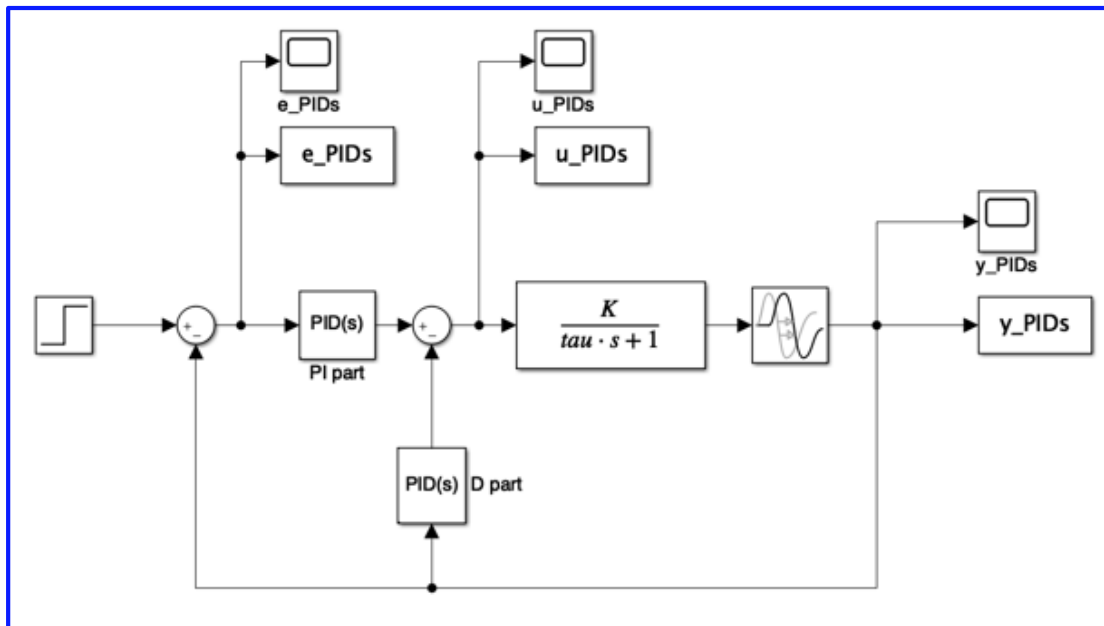 e_PIDs
u_PIDs
e_PIDs
u_PIDs
y_PIDs
+
−
PID(s)
PI part
+
−
K
tau · s + 1
y_PIDs
PID(s) D part